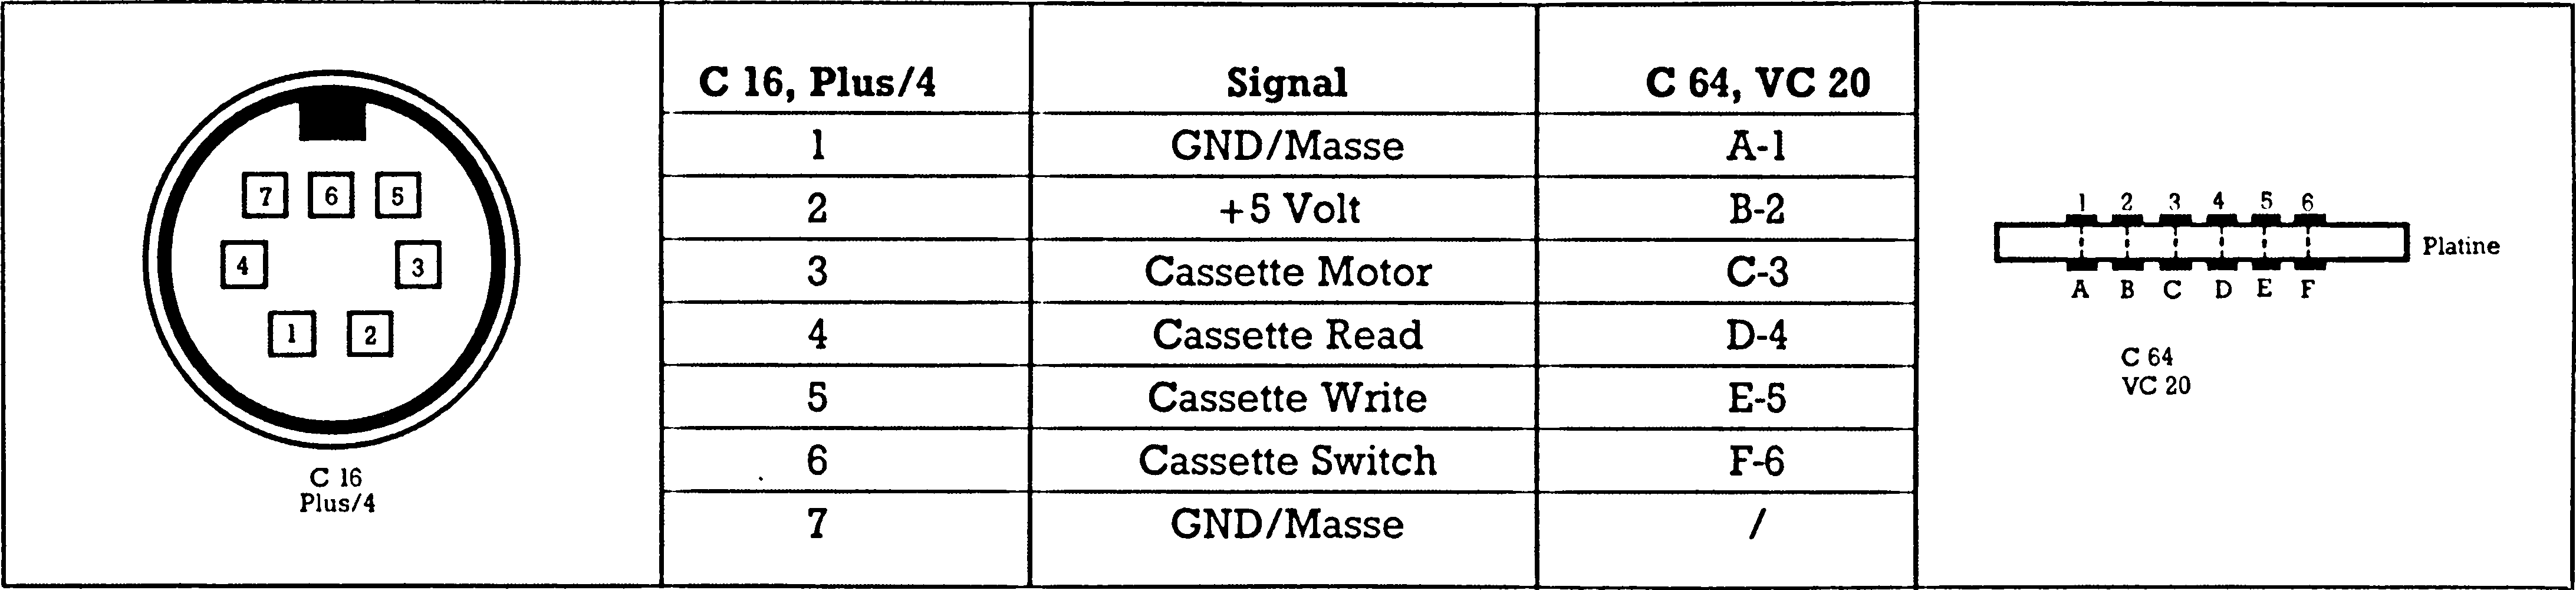 7 6 5
4 3
1 2
C 16
Plus/4
C 16, Plus/4 Signal C 64, VC 20
1 GND/Masse A-1
2 +5 Volt B-2
3 Cassette Motor C-3
4 Cassette Read D-4
5 Cassette Write E-5
6 Cassette Switch F-6
7 GND/Masse /
1 2 3 4 5 6
Platine
A B C D E F
C 64
VC 20